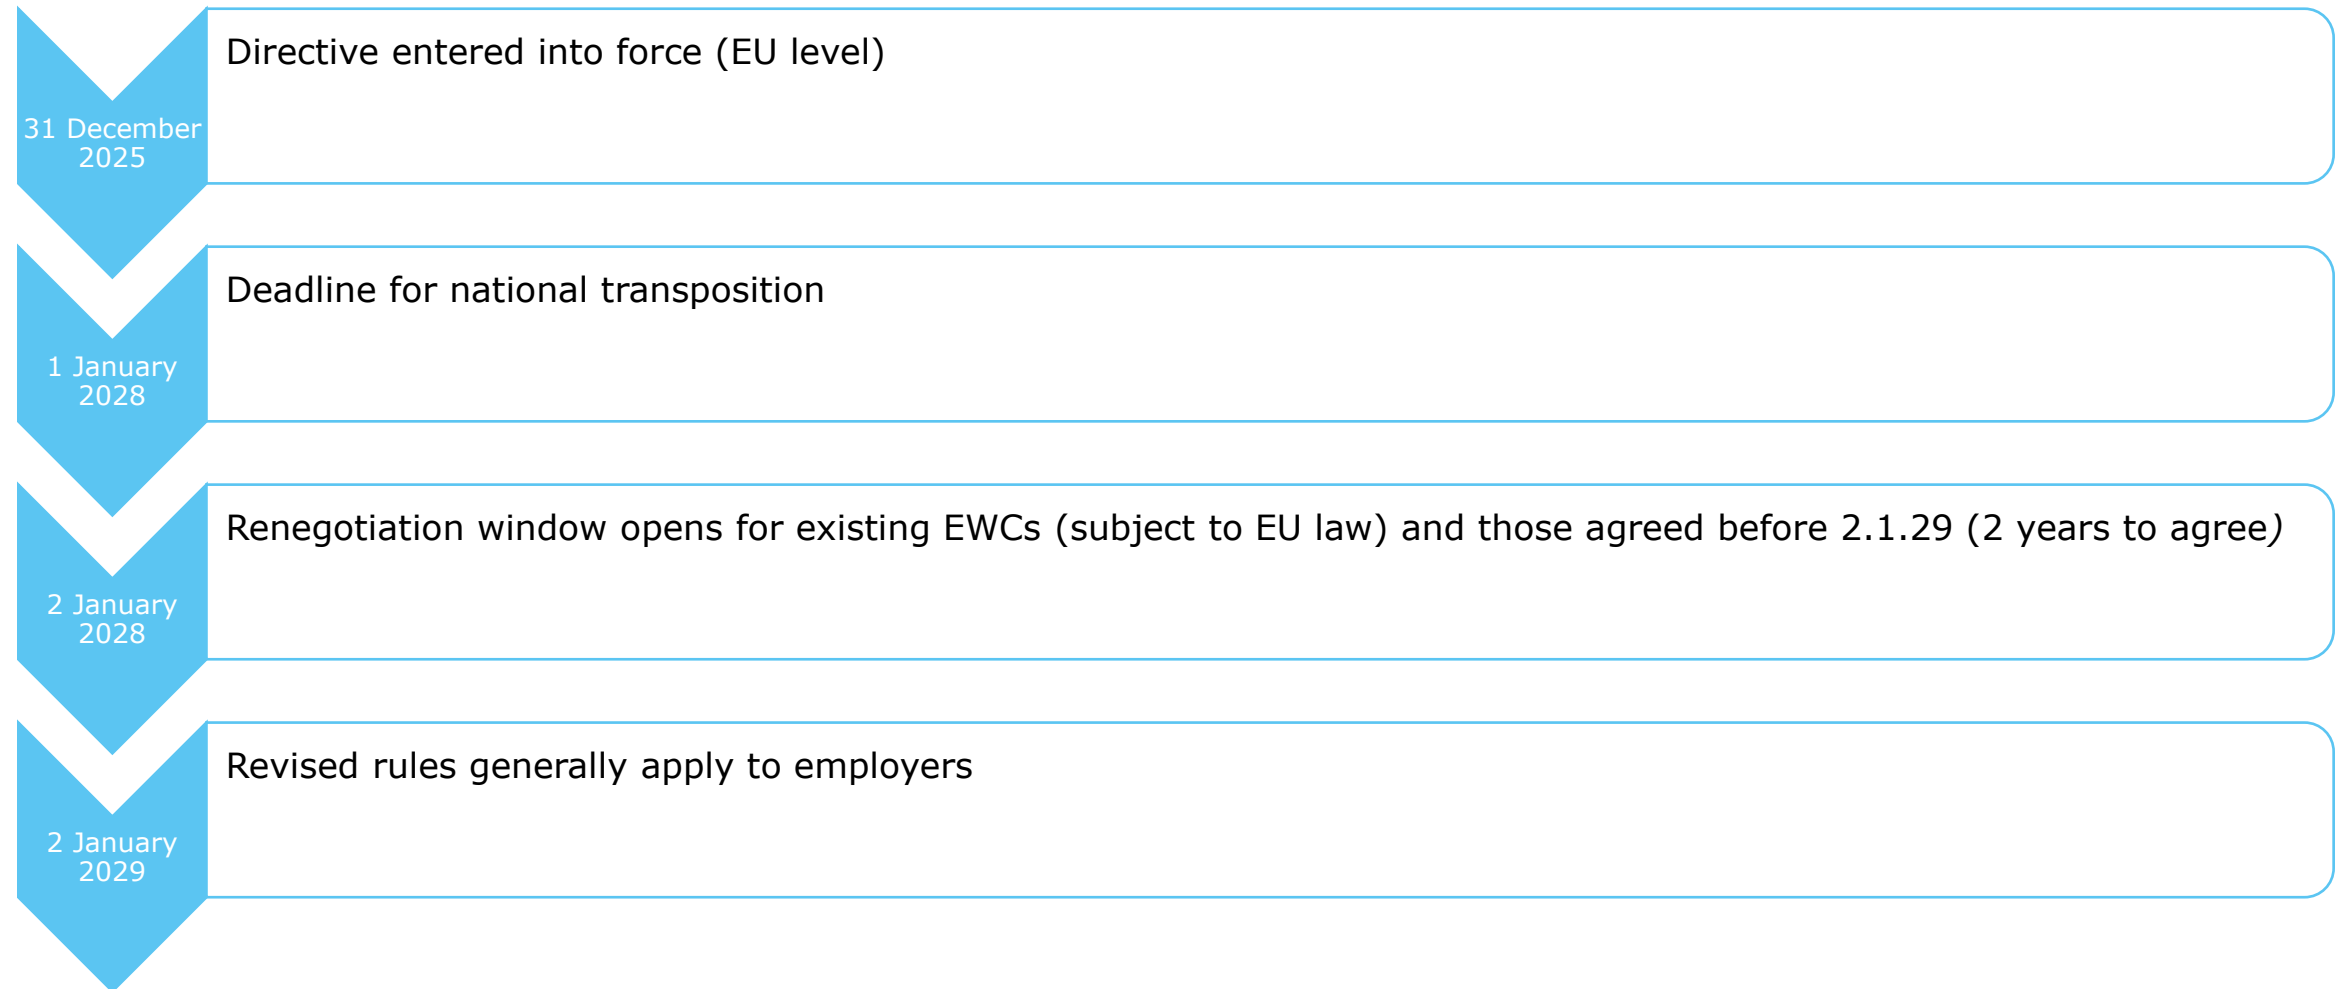 Directive entered into force (EU level)
31 December
2025
Deadline for national transposition
1 January
2028
Renegotiation window opens for existing EWCs (subject to EU law) and those agreed before 2.1.29 (2 years to agree)
2 January
2028
Revised rules generally apply to employers
2 January
2029